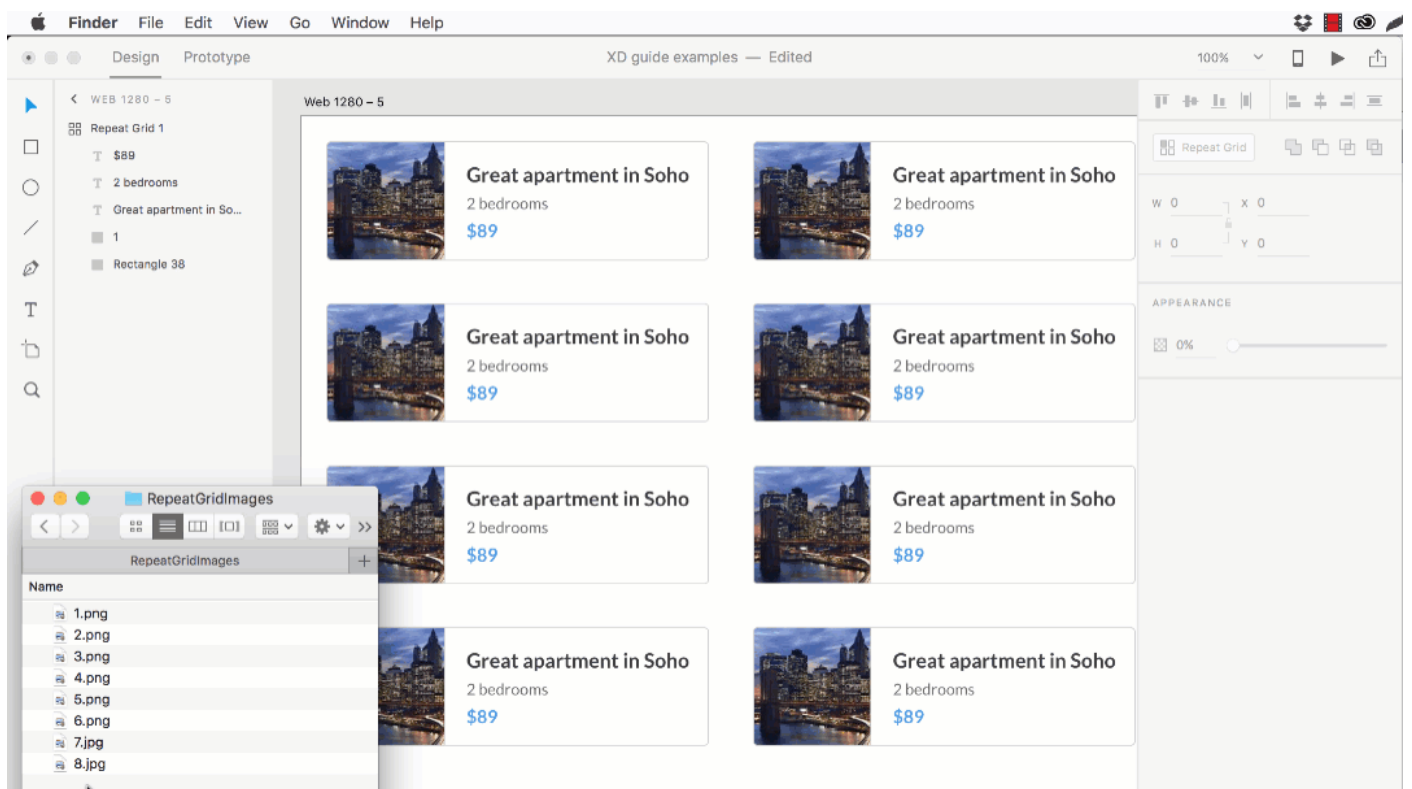 Finder File Edit View Go Window Help
Design Prototype XD guide examples — Edited 100%
WEB 1280 – 5
Repeat Grid 1
T $89
T 2 bedrooms
T Great apartment in So...
1
Rectangle 38
T
Web 1280 – 5
Great apartment in Soho
2 bedrooms
$89
Great apartment in Soho
2 bedrooms
$89
Great apartment in Soho
2 bedrooms
$89
Great apartment in Soho
2 bedrooms
$89
Great apartment in Soho
2 bedrooms
$89
Great apartment in Soho
2 bedrooms
$89
Great apartment in Soho
2 bedrooms
$89
Great apartment in Soho
2 bedrooms
$89
Repeat Grid
W 0 X 0
H 0 Y 0
APPEARANCE
0%
RepeatGridImages
RepeatGridImages
Name
1.png
2.png
3.png
4.png
5.png
6.png
7.jpg
8.jpg